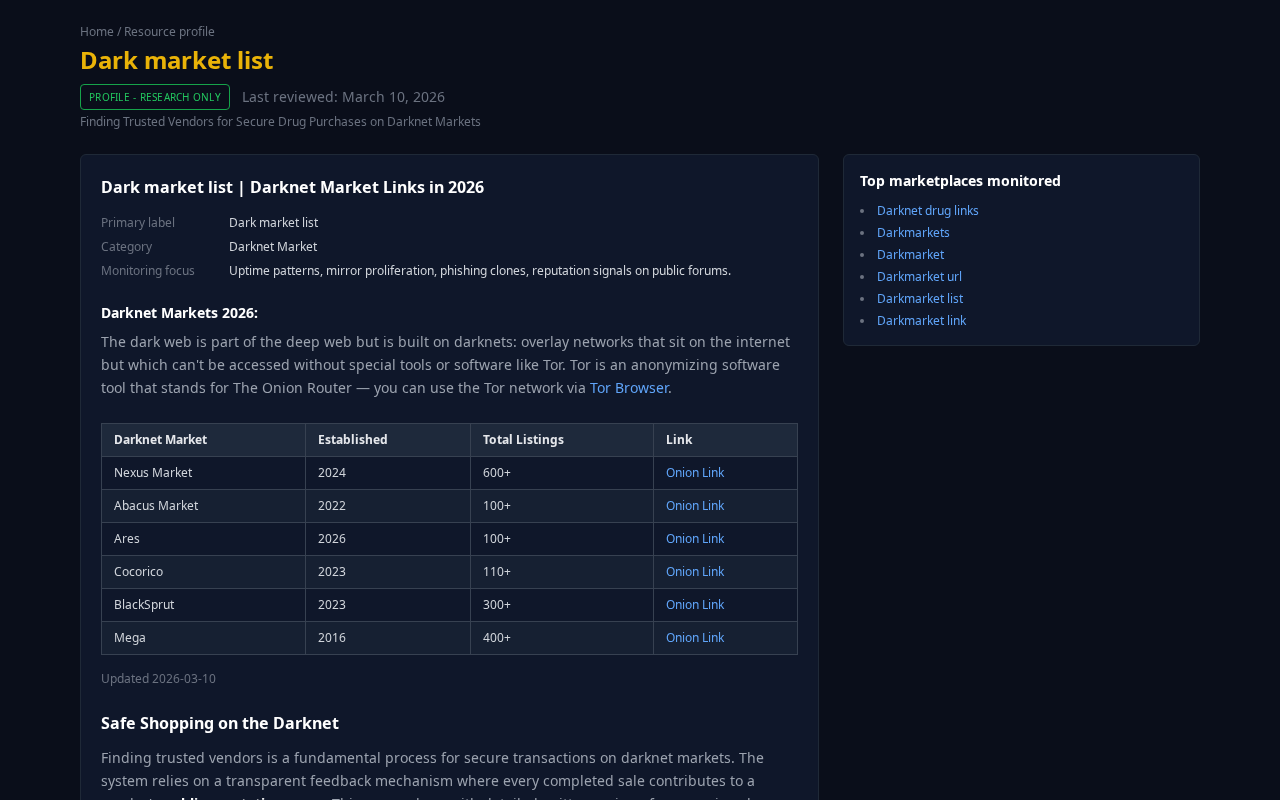 Home / Resource profile
Dark market list
PROFILE - RESEARCH ONLY Last reviewed: March 10, 2026
Finding Trusted Vendors for Secure Drug Purchases on Darknet Markets
Dark market list | Darknet Market Links in 2026
Primary label Dark market list
Category Darknet Market
Monitoring focus Uptime patterns, mirror proliferation, phishing clones, reputation signals on public forums.
Darknet Markets 2026:
The dark web is part of the deep web but is built on darknets: overlay networks that sit on the internet
but which can't be accessed without special tools or software like Tor. Tor is an anonymizing software
tool that stands for The Onion Router — you can use the Tor network via Tor Browser.
Darknet Market Established Total Listings Link
Nexus Market 2024 600+ Onion Link
Abacus Market 2022 100+ Onion Link
Ares 2026 100+ Onion Link
Cocorico 2023 110+ Onion Link
BlackSprut 2023 300+ Onion Link
Mega 2016 400+ Onion Link
Updated 2026-03-10
Safe Shopping on the Darknet
Finding trusted vendors is a fundamental process for secure transactions on darknet markets. The
system relies on a transparent feedback mechanism where every completed sale contributes to a
Top marketplaces monitored
Darknet drug links
Darkmarkets
Darkmarket
Darkmarket url
Darkmarket list
Darkmarket link